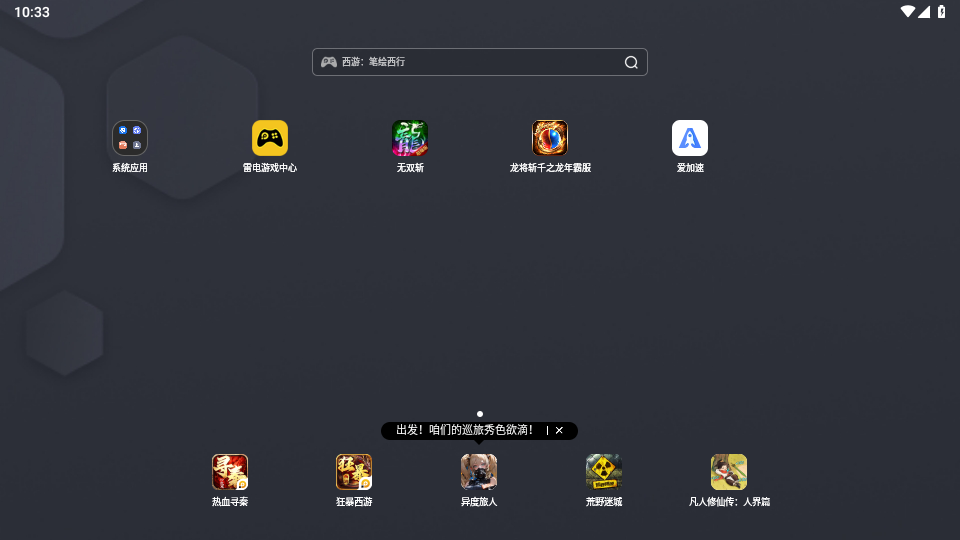 10:33
西游：笔绘西行
系统应用
雷电游戏中心
无双斩
龙将斩千之龙年霸服
爱加速
出发！咱们的巡旅秀色欲滴！
热血寻秦
狂暴西游
异度旅人
荒野迷城
凡人修仙传：人界篇